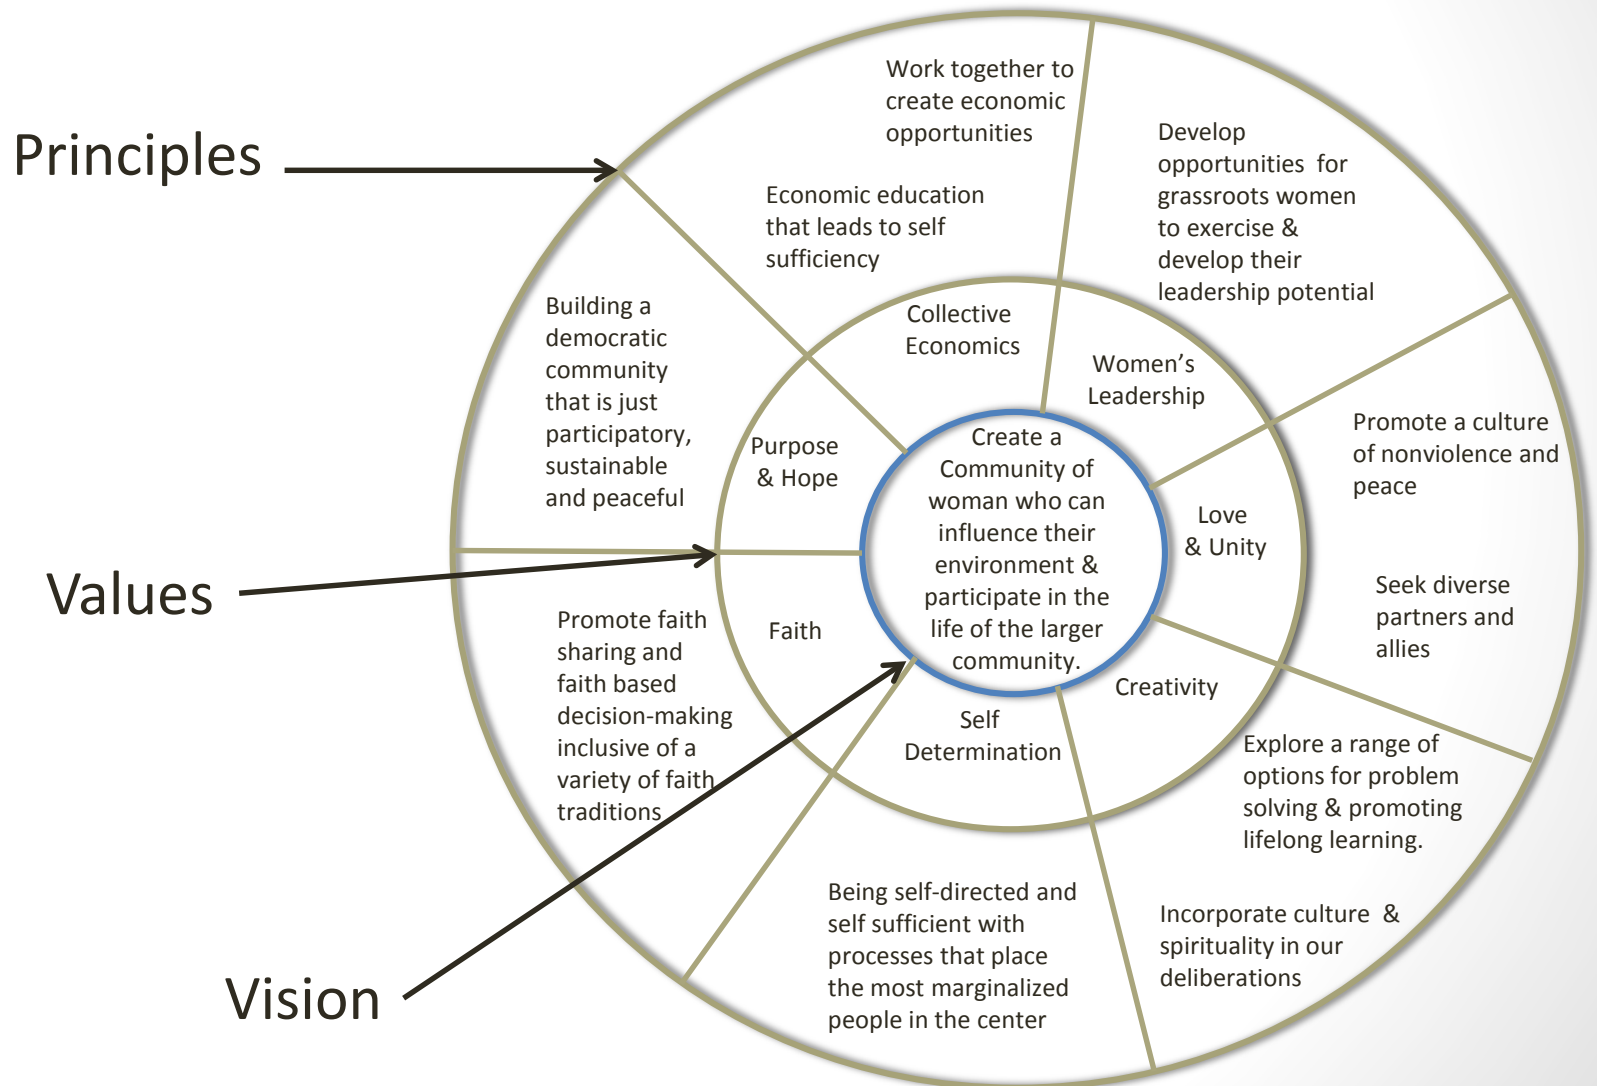 Principles
Values
Vision
Work together to
create economic
opportunities
Economic education
that leads to self
sufficiency
Develop
opportunities for
grassroots women
to exercise &
develop their
leadership potential
Building a
democratic
community
that is just
participatory,
sustainable
and peaceful
Promote a culture
of nonviolence and
peace
Seek diverse
partners and
allies
Promote faith
sharing and
faith based
decision-making
inclusive of a
variety of faith
traditions
Explore a range of
options for problem
solving & promoting
lifelong learning.
Incorporate culture &
spirituality in our
deliberations
Being self-directed and
self sufficient with
processes that place
the most marginalized
people in the center
Collective
Economics
Women’s
Leadership
Purpose
& Hope
Love
& Unity
Faith
Creativity
Self
Determination
Create a
Community of
woman who can
influence their
environment &
participate in the
life of the larger
community.